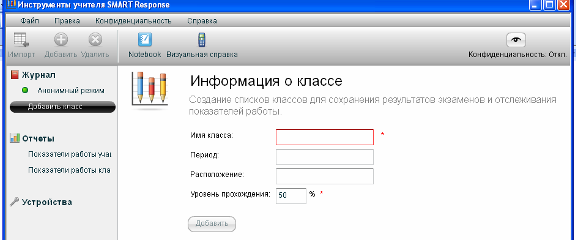 Инструменты учителя SMART Response
Файл Правка Конфиденциальность Справка
Импорт Добавить Удалить Notebook Визуальная справка Конфиденциальность: Откл.
Журнал
Анонимный режим
Добавить класс
Отчеты
Показатели работы учащ
Показатели работы кла
Устройства
Информация о классе
Создание списков классов для сохранения результатов экзаменов и отслеживания
показателей работы.
Имя класса: *
Период:
Расположение:
Уровень прохождения: 50 % *
Добавить